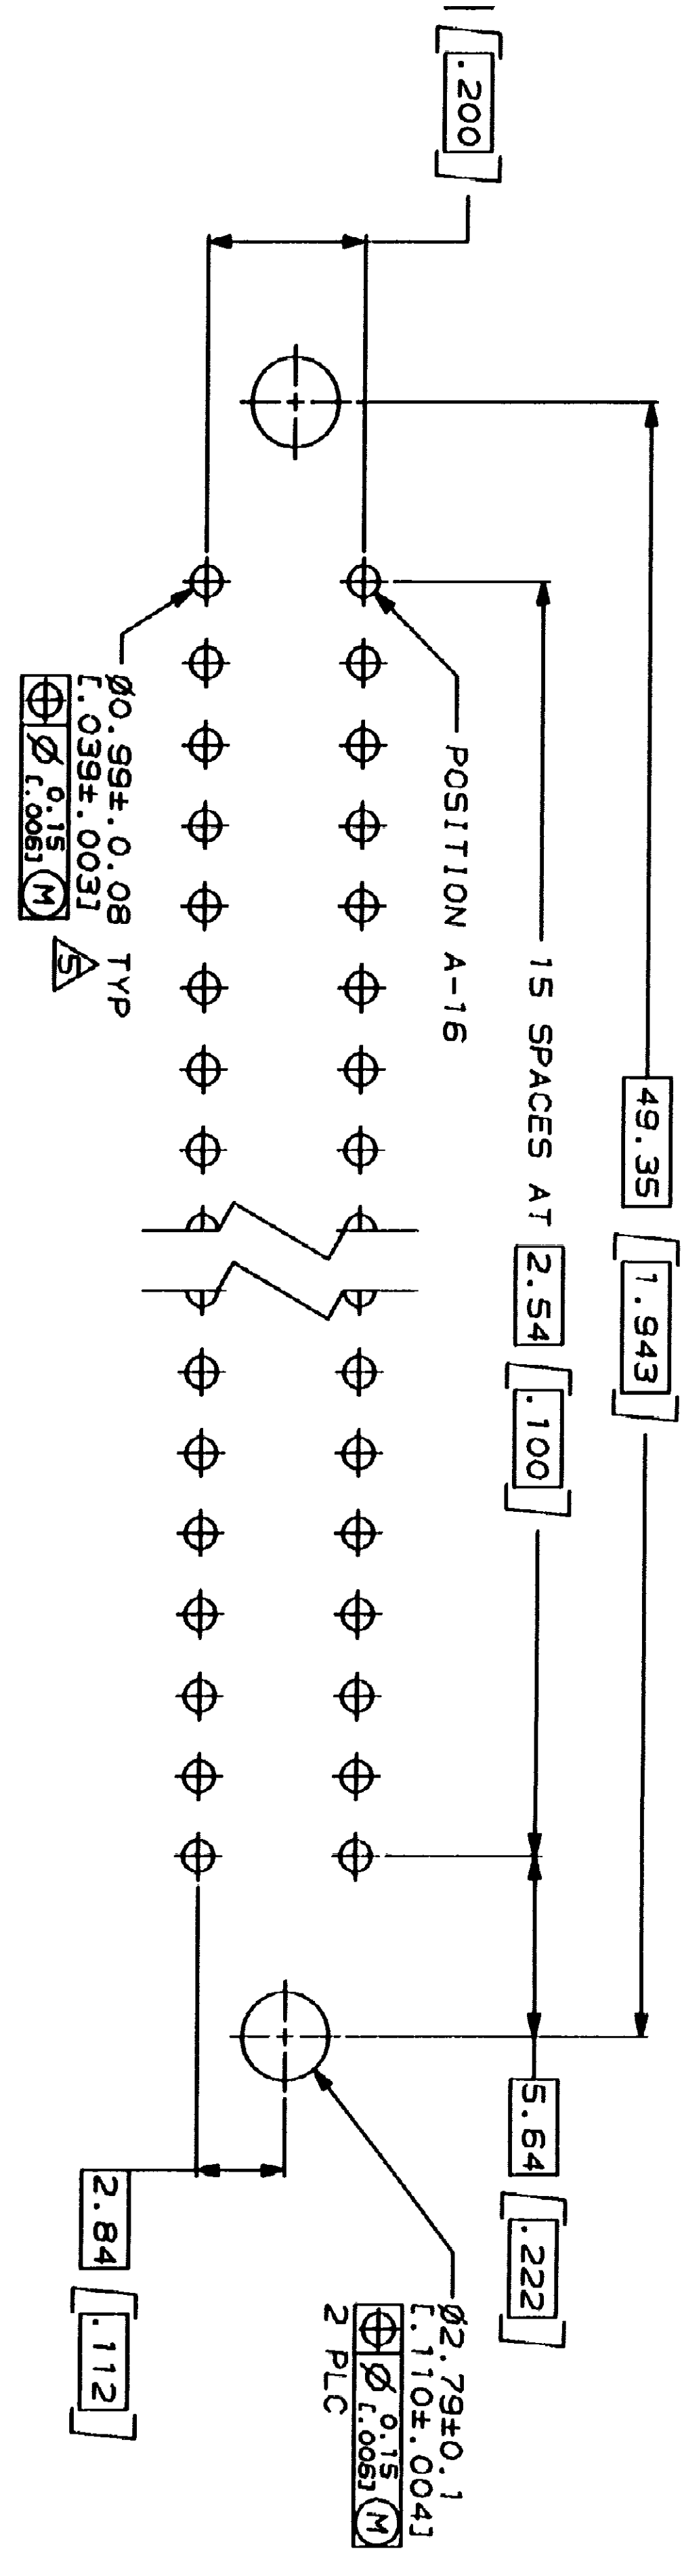 [.200]
49.35 [1.943]
15 SPACES AT 2.54 [.100]
5.64 [.222]
POSITION A-16
Ø0.99±.0.08 TYP
[.039±.003]
⌖ Ø 0.15 Ⓜ
[.006]
5
Ø2.79±0.1
[.110±.004]
⌖ Ø 0.15 Ⓜ
[.006]
2 PLC
2.84 [.112]